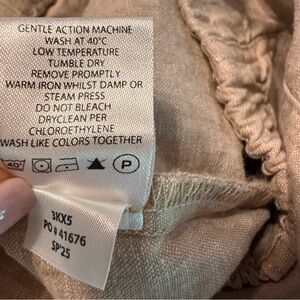 GENTLE ACTION MACHINE
WASH AT 40°C
LOW TEMPERATURE
TUMBLE DRY
REMOVE PROMPTLY
WARM IRON WHILST DAMP OR
STEAM PRESS
DO NOT BLEACH
DRYCLEAN PER
CHLOROETHYLENE
WASH LIKE COLORS TOGETHER
40° P
3KX5
PO # 41676
SP'25